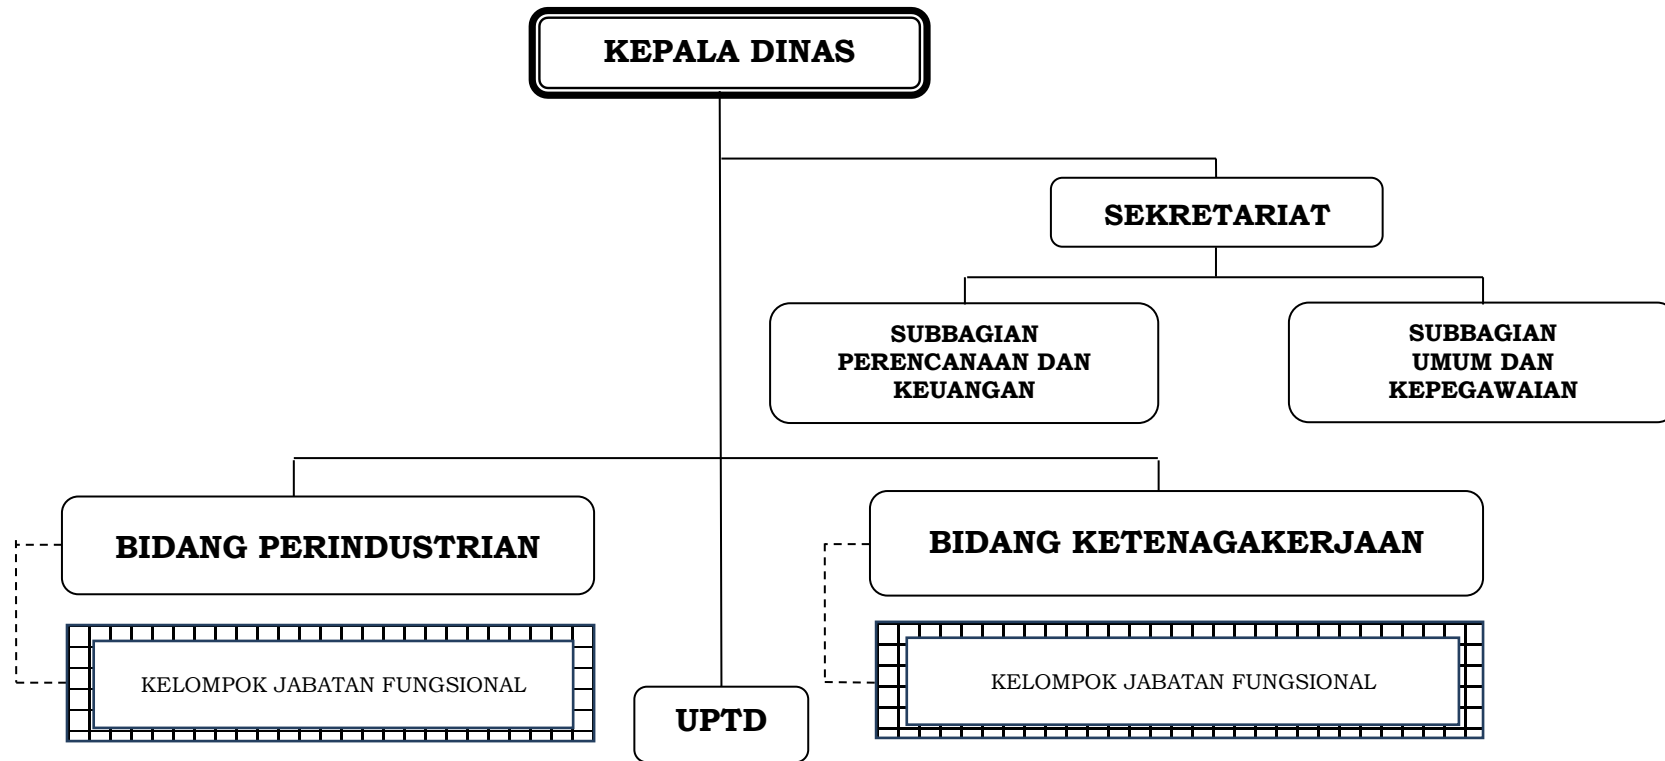 KEPALA DINAS
SEKRETARIAT
SUBBAGIAN
PERENCANAAN DAN
KEUANGAN
SUBBAGIAN
UMUM DAN
KEPEGAWAIAN
BIDANG PERINDUSTRIAN
BIDANG KETENAGAKERJAAN
KELOMPOK JABATAN FUNGSIONAL
KELOMPOK JABATAN FUNGSIONAL
UPTD